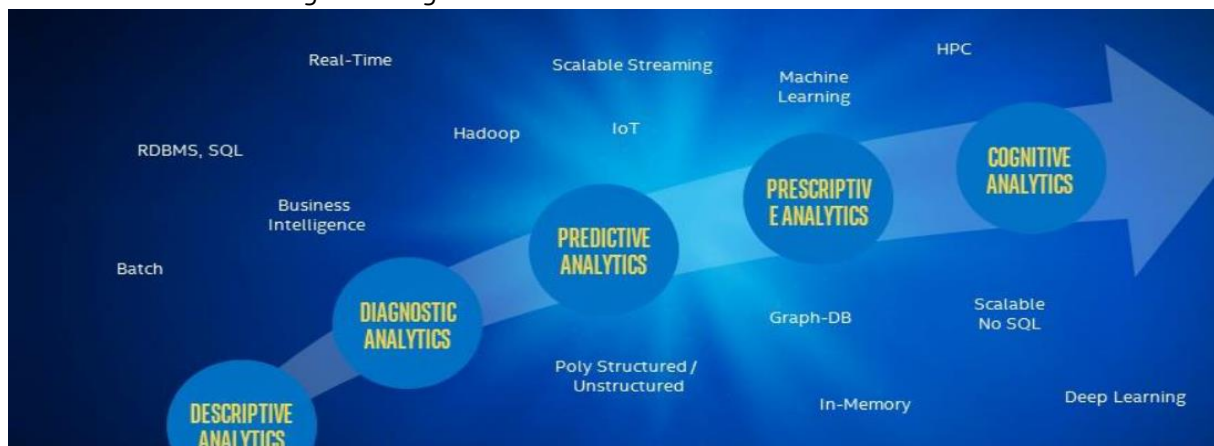 Real-Time
Scalable Streaming
HPC
Machine
Learning
Hadoop
IoT
RDBMS, SQL
COGNITIVE
ANALYTICS
PRESCRIPTIV
E ANALYTICS
Business
Intelligence
PREDICTIVE
ANALYTICS
Batch
DIAGNOSTIC
ANALYTICS
Graph-DB
Scalable
No SQL
Poly Structured /
Unstructured
In-Memory
Deep Learning
DESCRIPTIVE
ANALYTICS